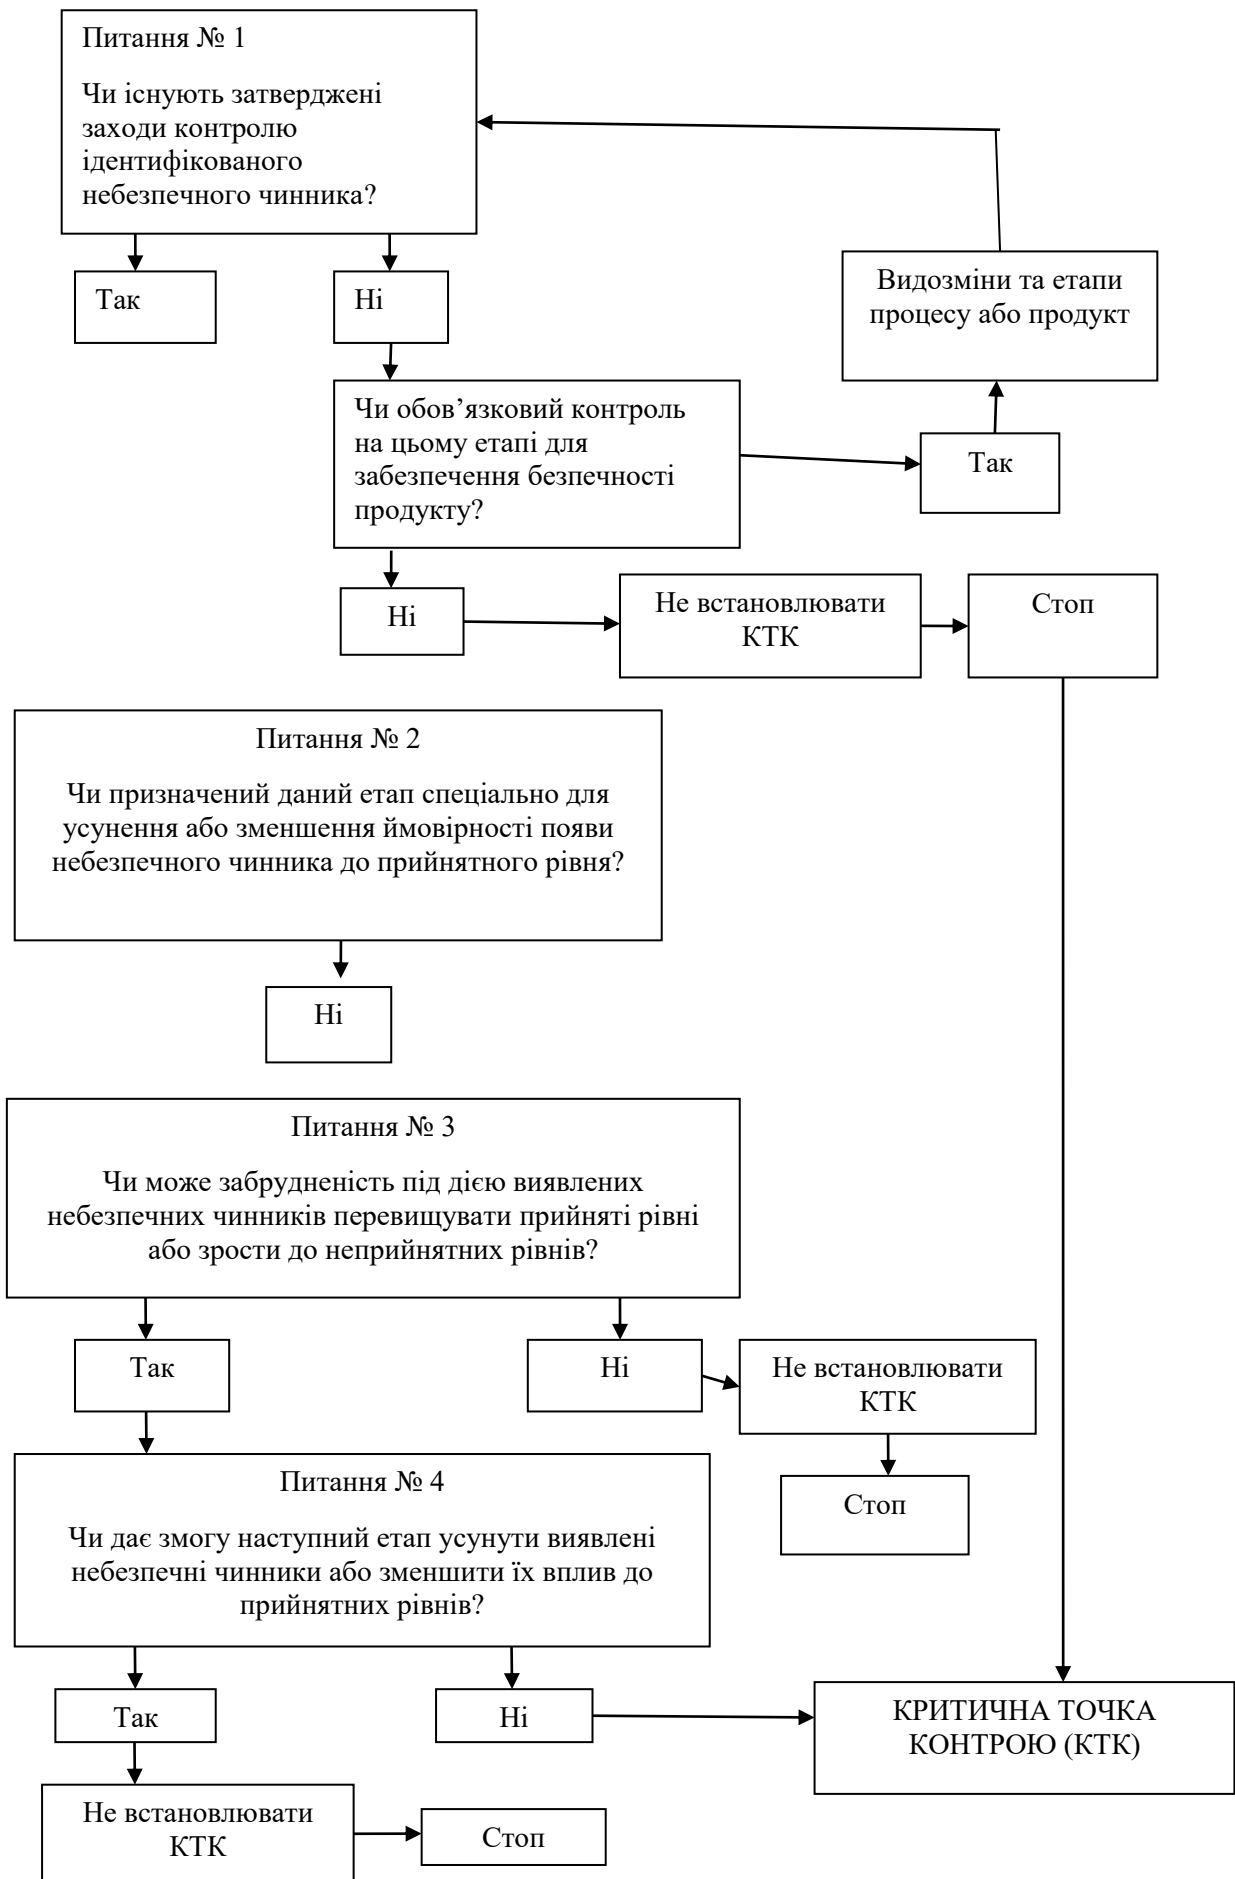 Питання № 1
Чи існують затверджені
заходи контролю
ідентифікованого
небезпечного чинника?
Так
Ні
Видозміни та етапи
процесу або продукт
Чи обов’язковий контроль
на цьому етапі для
забезпечення безпечності
продукту?
Так
Ні
Не встановлювати
КТК
Стоп
Питання № 2
Чи призначений даний етап спеціально для
усунення або зменшення ймовірності появи
небезпечного чинника до прийнятного рівня?
Ні
Питання № 3
Чи може забрудненість під дією виявлених
небезпечних чинників перевищувати прийняті рівні
або зрости до неприйнятних рівнів?
Так
Ні
Не встановлювати
КТК
Стоп
Питання № 4
Чи дає змогу наступний етап усунути виявлені
небезпечні чинники або зменшити їх вплив до
прийнятних рівнів?
Так
Ні
КРИТИЧНА ТОЧКА
КОНТРОЮ (КТК)
Не встановлювати
КТК
Стоп